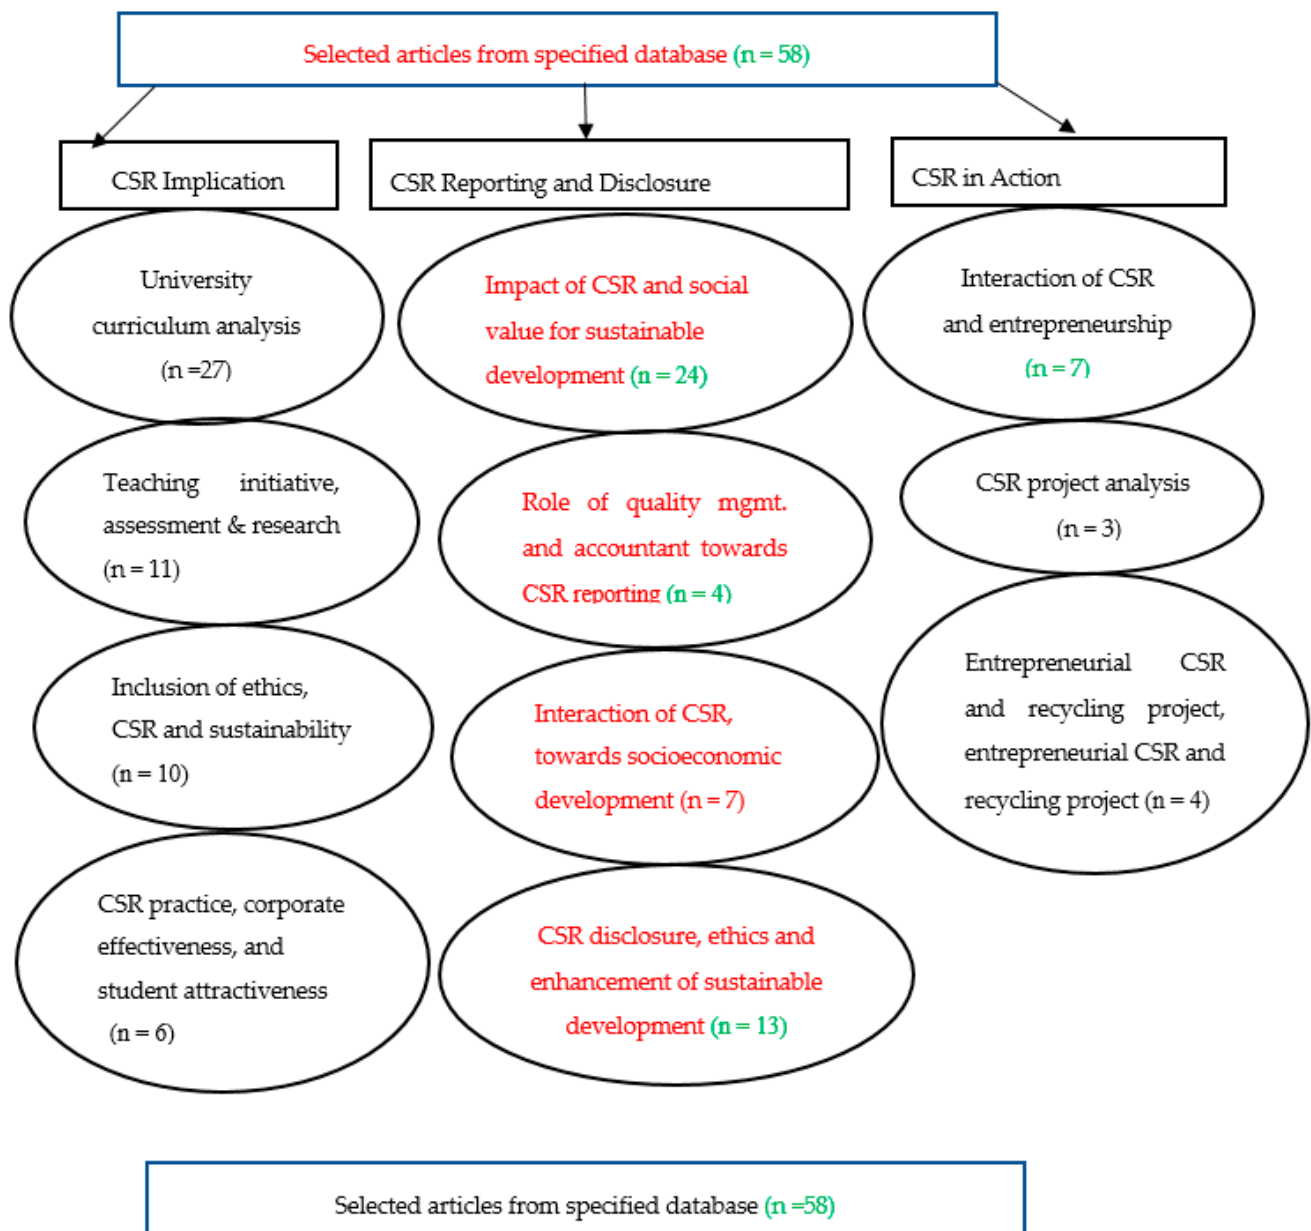 Selected articles from specified database (n = 58)
CSR Implication
University
curriculum analysis
(n =27)
Teaching initiative,
assessment & research
(n = 11)
Inclusion of ethics,
CSR and sustainability
(n = 10)
CSR practice, corporate
effectiveness, and
student attractiveness
(n = 6)
CSR Reporting and Disclosure
Impact of CSR and social
value for sustainable
development (n = 24)
Role of quality mgmt.
and accountant towards
CSR reporting (n = 4)
Interaction of CSR,
towards socioeconomic
development (n = 7)
CSR disclosure, ethics and
enhancement of sustainable
development (n = 13)
CSR in Action
Interaction of CSR
and entrepreneurship
(n = 7)
CSR project analysis
(n = 3)
Entrepreneurial CSR
and recycling project,
entrepreneurial CSR and
recycling project (n = 4)
Selected articles from specified database (n =58)